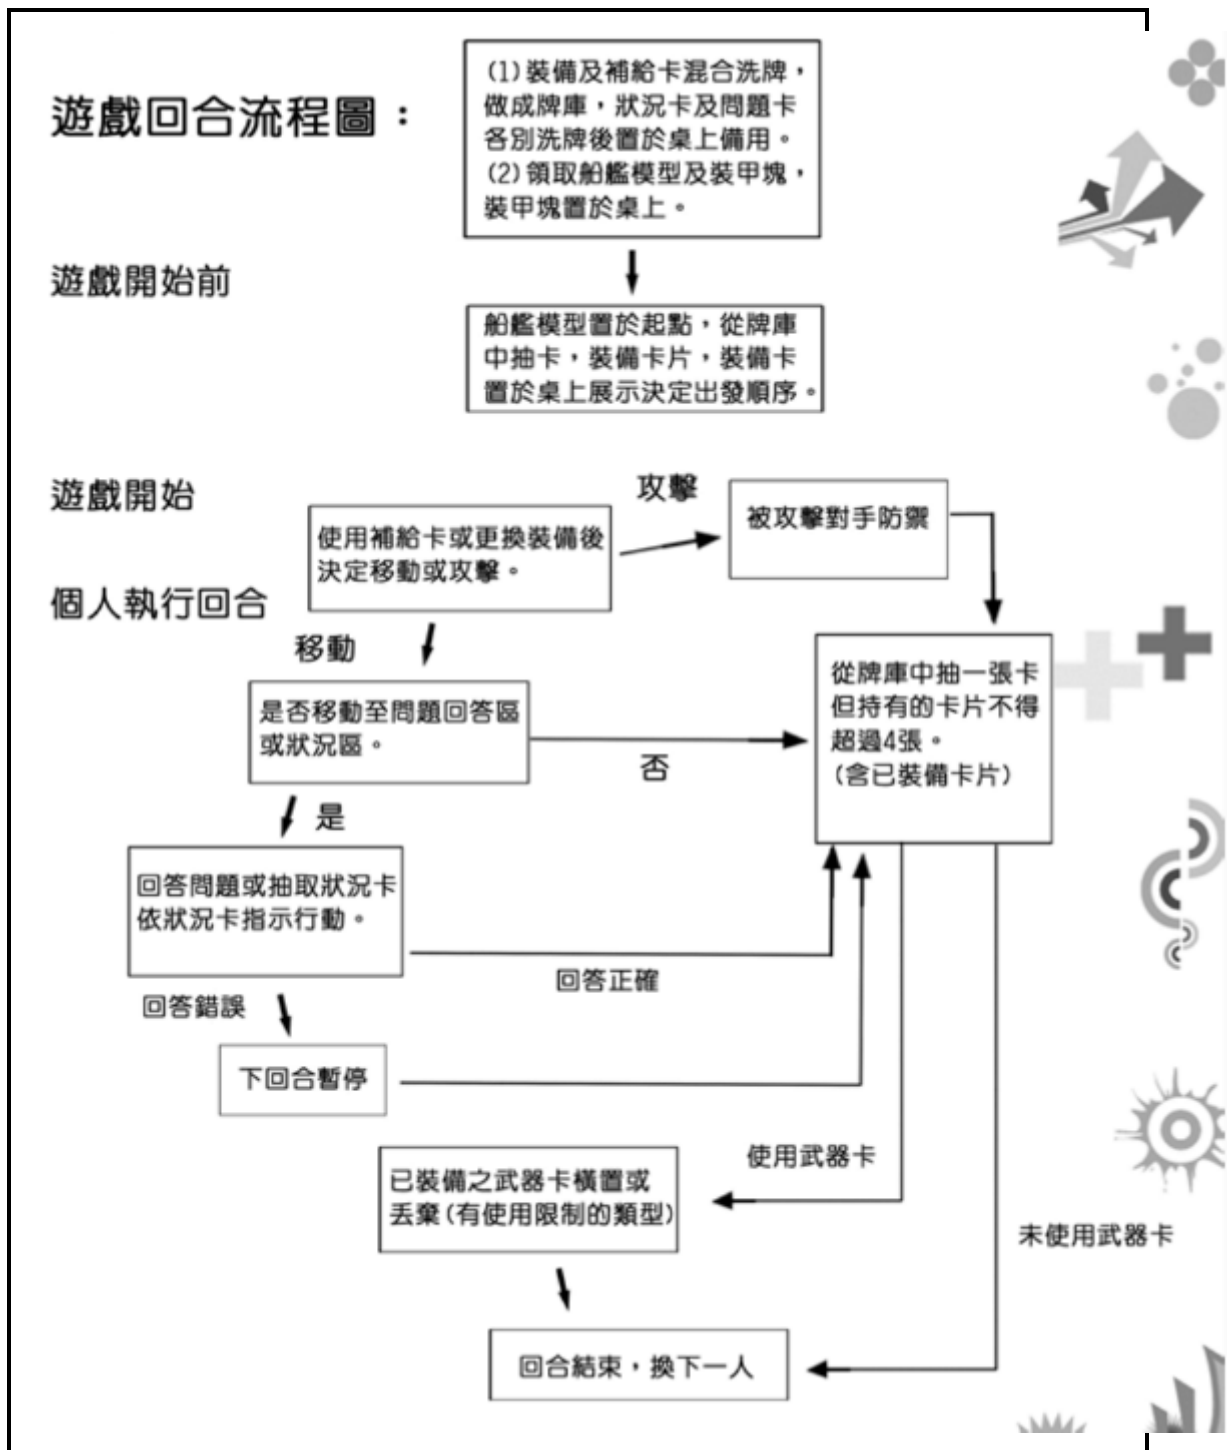 遊戲回合流程圖：
(1)裝備及補給卡混合洗牌，
做成牌庫，狀況卡及問題卡
各別洗牌後置於桌上備用。
(2)領取船艦模型及裝甲塊，
裝甲塊置於桌上。
遊戲開始前
船艦模型置於起點，從牌庫
中抽卡，裝備卡片，裝備卡
置於桌上展示決定出發順序。
遊戲開始
個人執行回合
使用補給卡或更換裝備後
決定移動或攻擊。
攻擊
被攻擊對手防禦
移動
是否移動至問題回答區
或狀況區。
否
從牌庫中抽一張卡
但持有的卡片不得
超過4張。
(含已裝備卡片)
是
回答問題或抽取狀況卡
依狀況卡指示行動。
回答正確
回答錯誤
下回合暫停
使用武器卡
已裝備之武器卡橫置或
丟棄(有使用限制的類型)
未使用武器卡
回合結束，換下一人